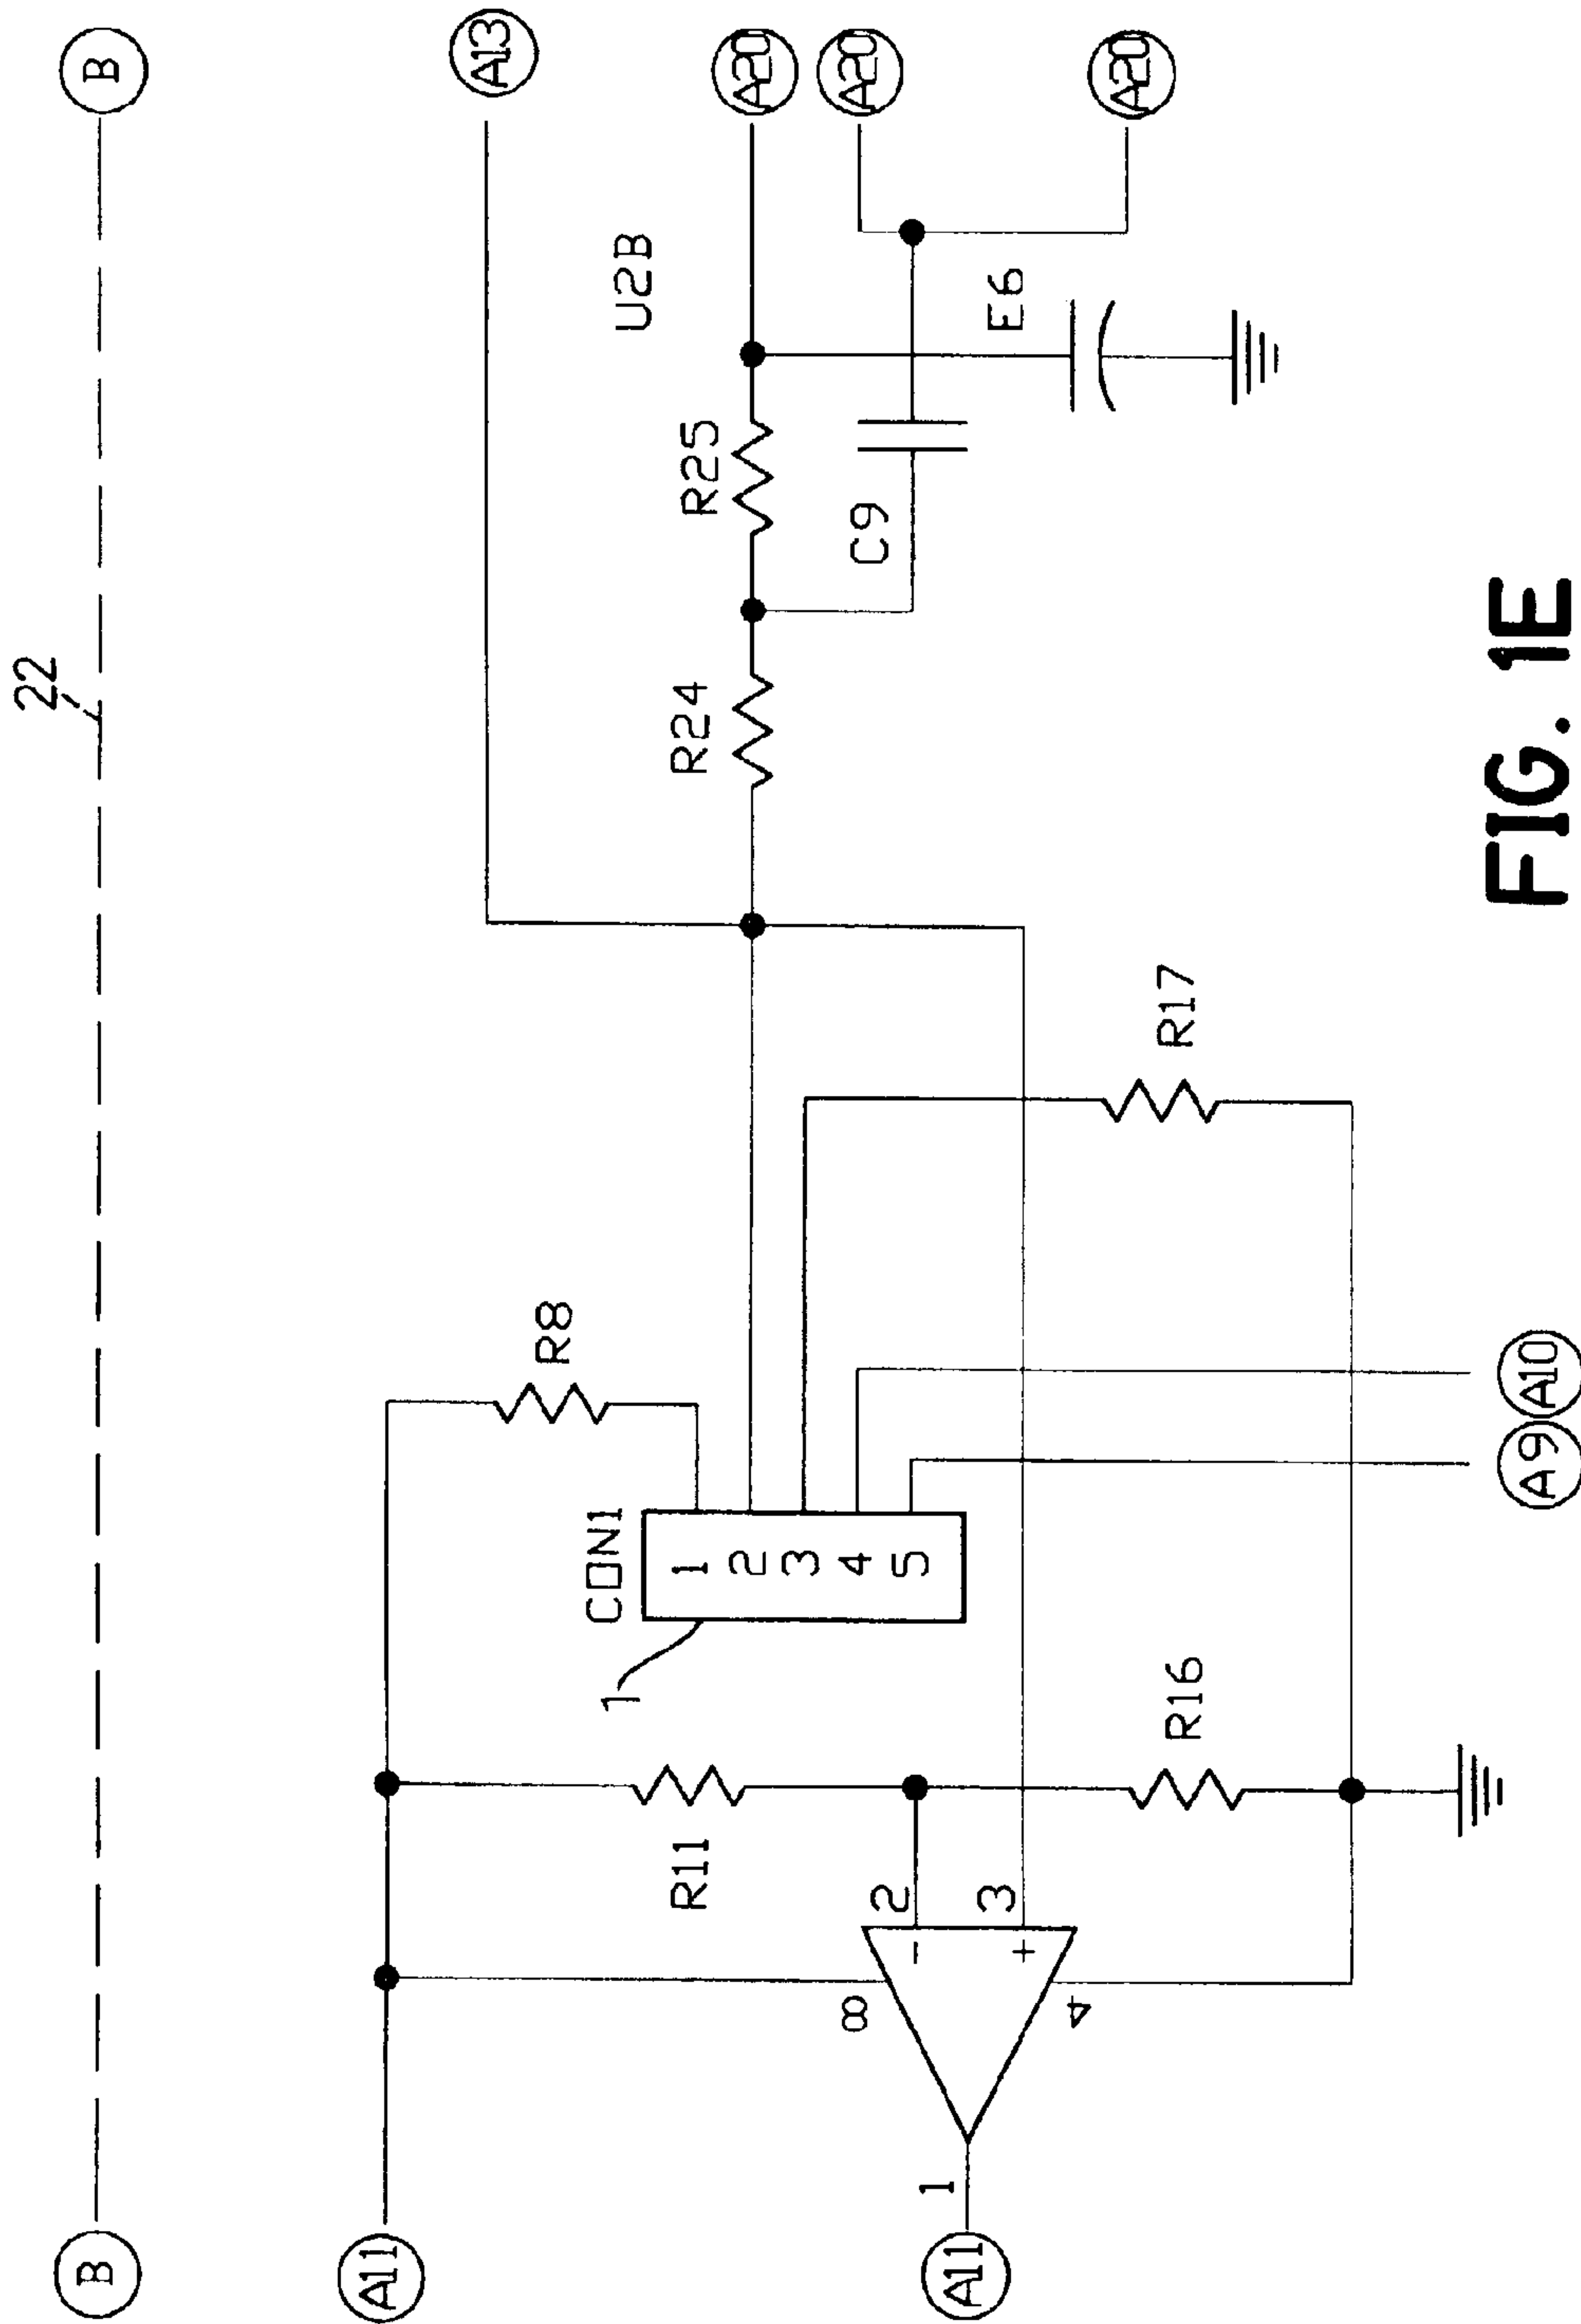 22
B
B
A11
A13
R8
CON1
1
2
3
4
5
1
R11
R24
R25
U2B
A20
A20
C9
A20
E6
2
3
-
+
8
4
1
A11
R16
R17
A9
A10
FIG. 1E